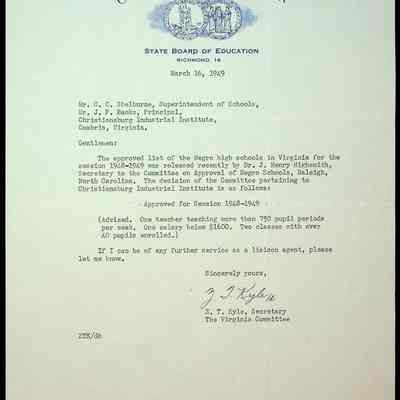 STATE BOARD OF EDUCATION
RICHMOND, 16
March 16, 1949
Mr. S. C. Shelburne, Superintendent of Schools,
Mr. J. F. Banks, Principal,
Christiansburg Industrial Institute,
Cambria, Virginia.
Gentlemen:
The approved list of the Negro high schools in Virginia for the
session 1948-1949 was released recently by Dr. J. Henry Highsmith,
Secretary to the Committee on Approval of Negro Schools, Raleigh,
North Carolina. The decision of the Committee pertaining to
Christiansburg Industrial Institute is as follows:
Approved for Session 1948-1949
(Advised. One teacher teaching more than 750 pupil periods
per week. One salary below $1600. Two classes with over
40 pupils enrolled.)
If I can be of any further service as a liaison agent, please
let me know.
Sincerely yours,
Z T Kyle
Z. T. Kyle, Secretary
The Virginia Committee
ZTK/db